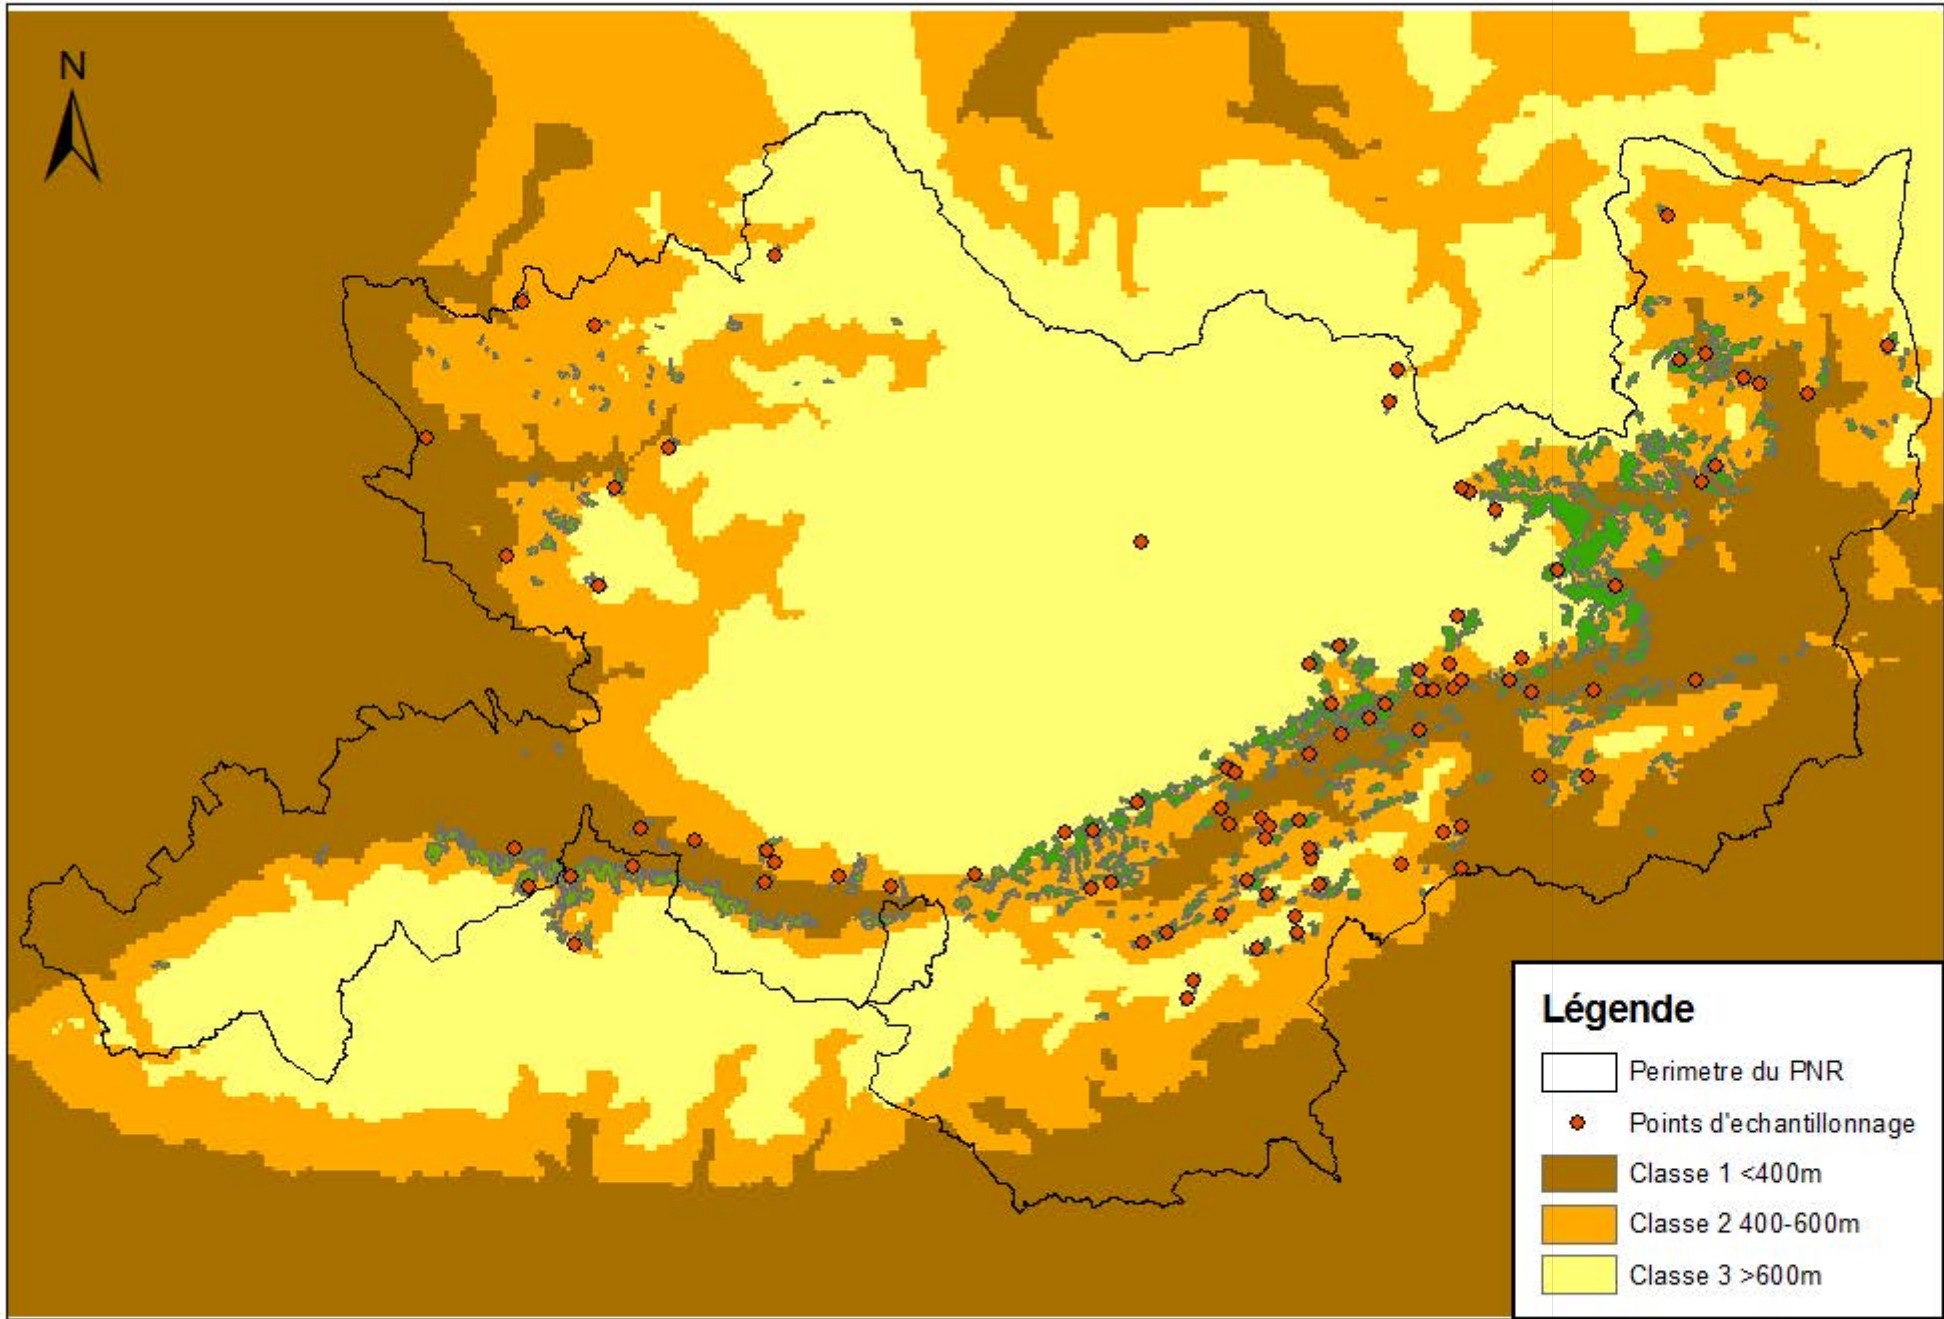 N
Légende
Perimetre du PNR
Points d'echantillonnage
Classe 1 <400m
Classe 2 400-600m
Classe 3 >600m